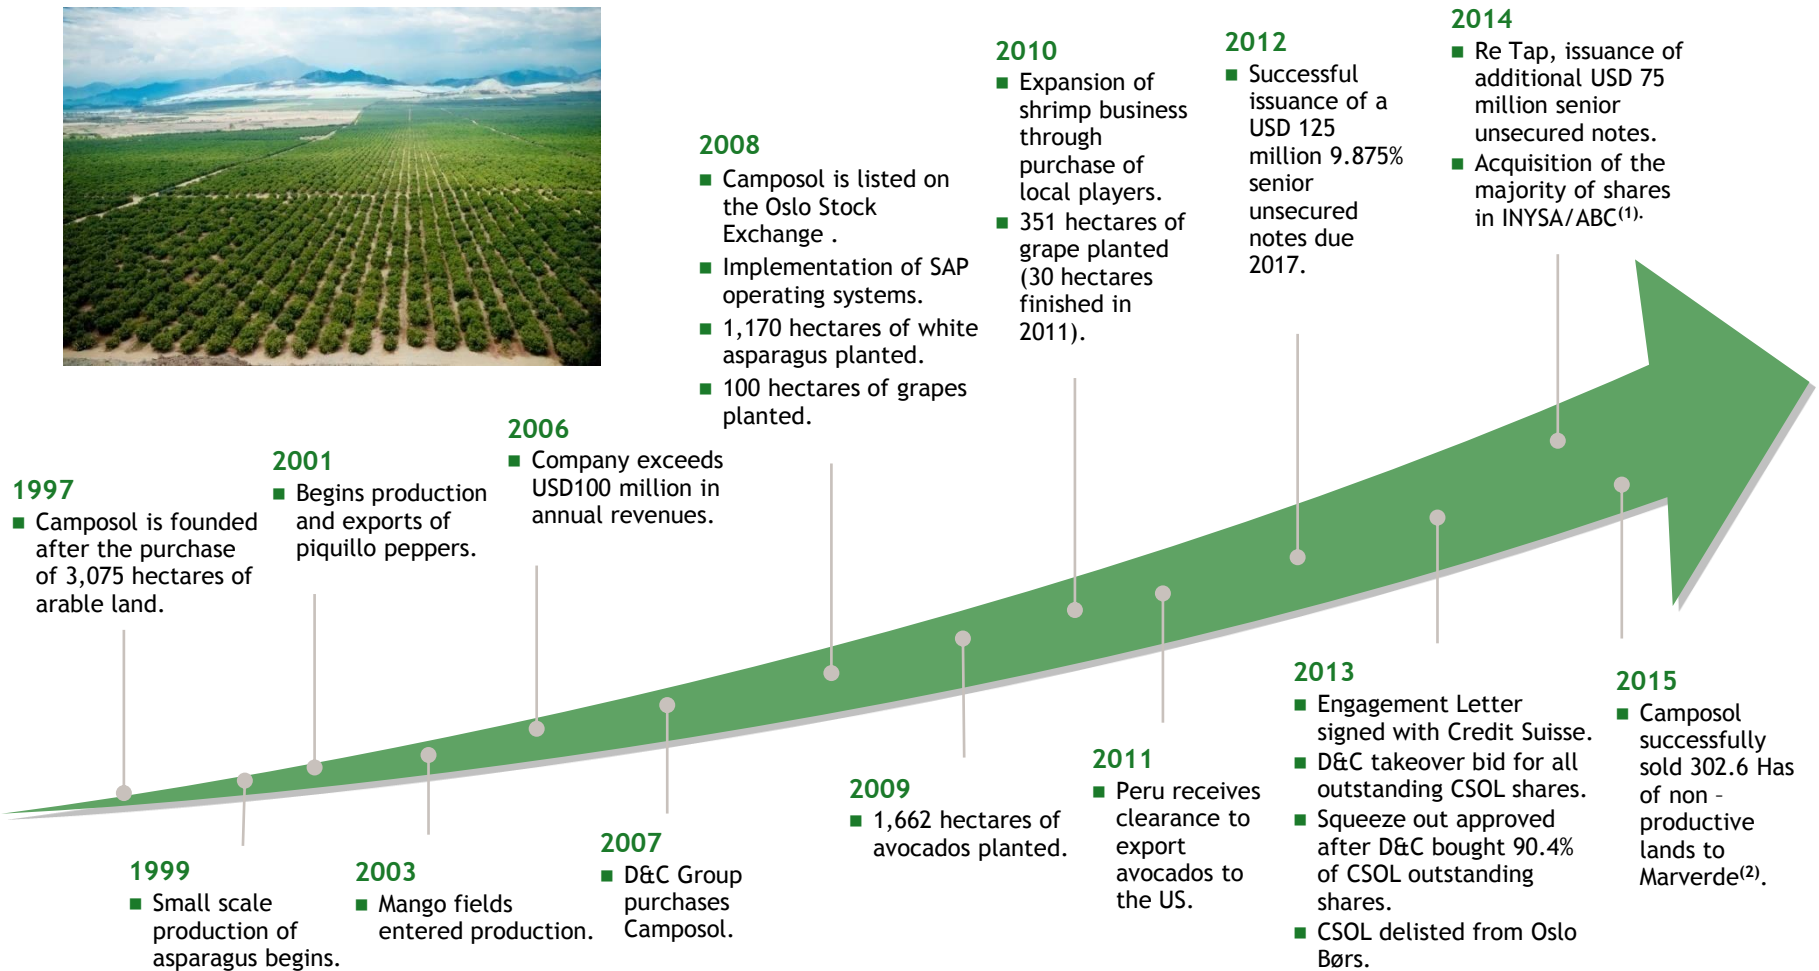 1997
■ Camposol is founded
after the purchase
of 3,075 hectares of
arable land.
1999
■ Small scale
production of
asparagus begins.
2001
■ Begins production
and exports of
piquillo peppers.
2003
■ Mango fields
entered production.
2006
■ Company exceeds
USD100 million in
annual revenues.
2007
■ D&C Group
purchases
Camposol.
2008
■ Camposol is listed on
the Oslo Stock
Exchange .
■ Implementation of SAP
operating systems.
■ 1,170 hectares of white
asparagus planted.
■ 100 hectares of grapes
planted.
2009
■ 1,662 hectares of
avocados planted.
2010
■ Expansion of
shrimp business
through
purchase of
local players.
■ 351 hectares of
grape planted
(30 hectares
finished in
2011).
2011
■ Peru receives
clearance to
export
avocados to
the US.
2012
■ Successful
issuance of a
USD 125
million 9.875%
senior
unsecured
notes due
2017.
2013
■ Engagement Letter
signed with Credit Suisse.
■ D&C takeover bid for all
outstanding CSOL shares.
■ Squeeze out approved
after D&C bought 90.4%
of CSOL outstanding
shares.
■ CSOL delisted from Oslo
Børs.
2014
■ Re Tap, issuance of
additional USD 75
million senior
unsecured notes.
■ Acquisition of the
majority of shares
in INYSA/ABC(1).
2015
■ Camposol
successfully
sold 302.6 Has
of non –
productive
lands to
Marverde(2).